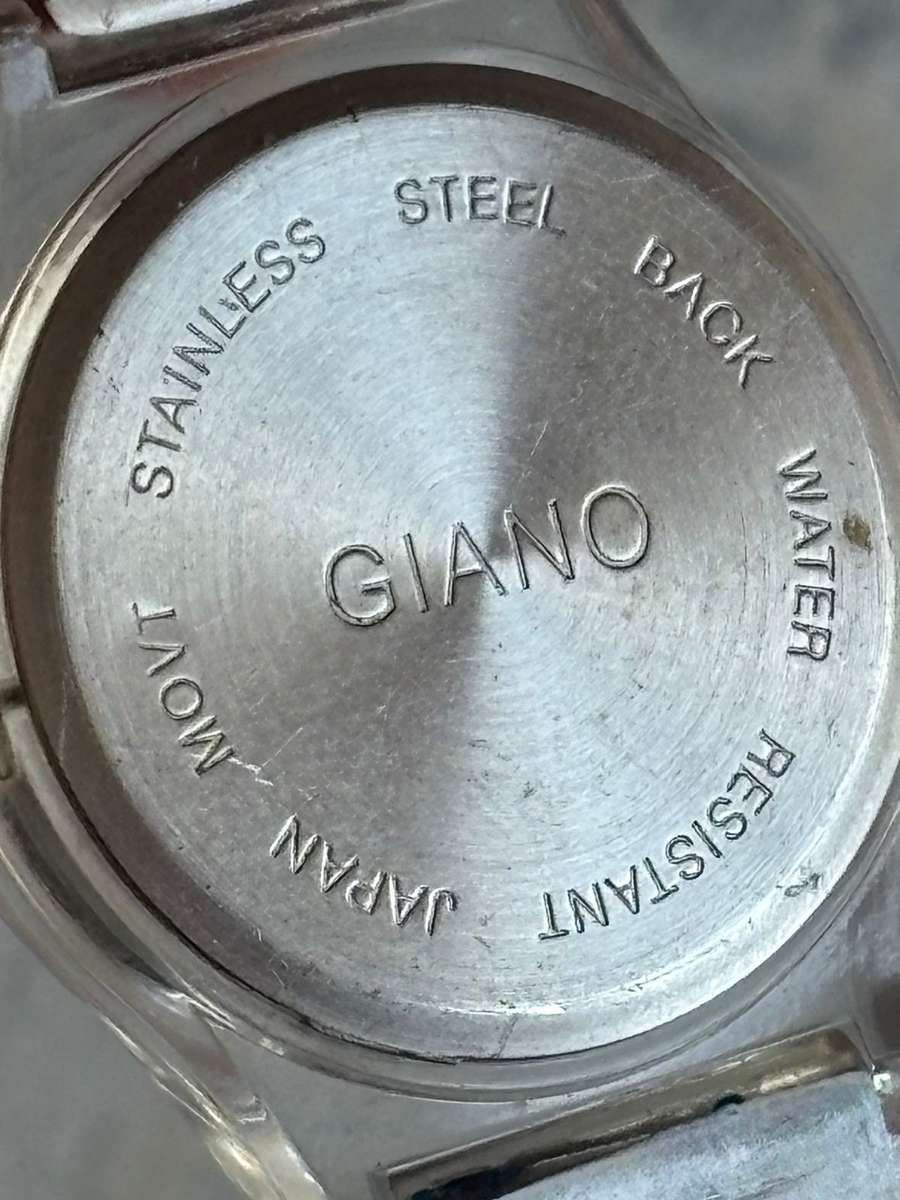 GIANO
STAINLESS STEEL BACK WATER RESISTANT JAPAN MOVT